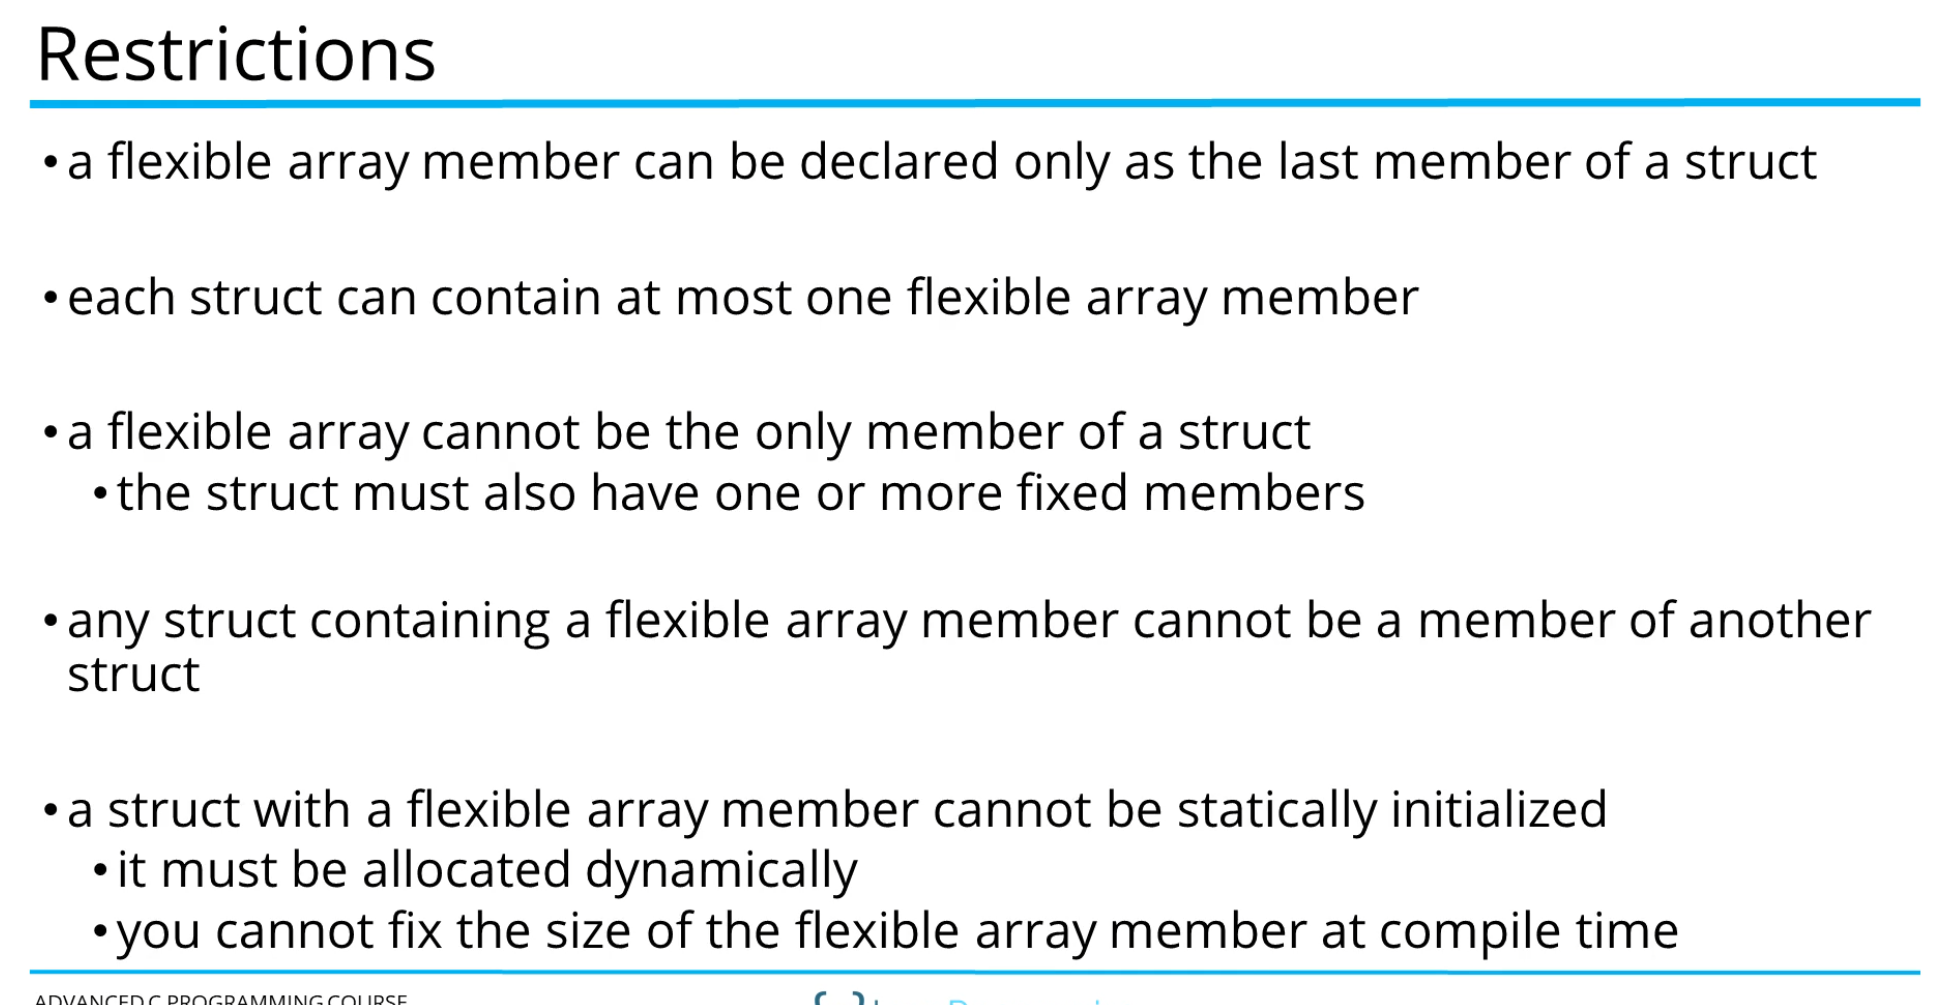 Restrictions
• a flexible array member can be declared only as the last member of a struct
• each struct can contain at most one flexible array member
• a flexible array cannot be the only member of a struct
• the struct must also have one or more fixed members
• any struct containing a flexible array member cannot be a member of another
struct
• a struct with a flexible array member cannot be statically initialized
• it must be allocated dynamically
• you cannot fix the size of the flexible array member at compile time
ADVANCED C PROGRAMMING COURSE